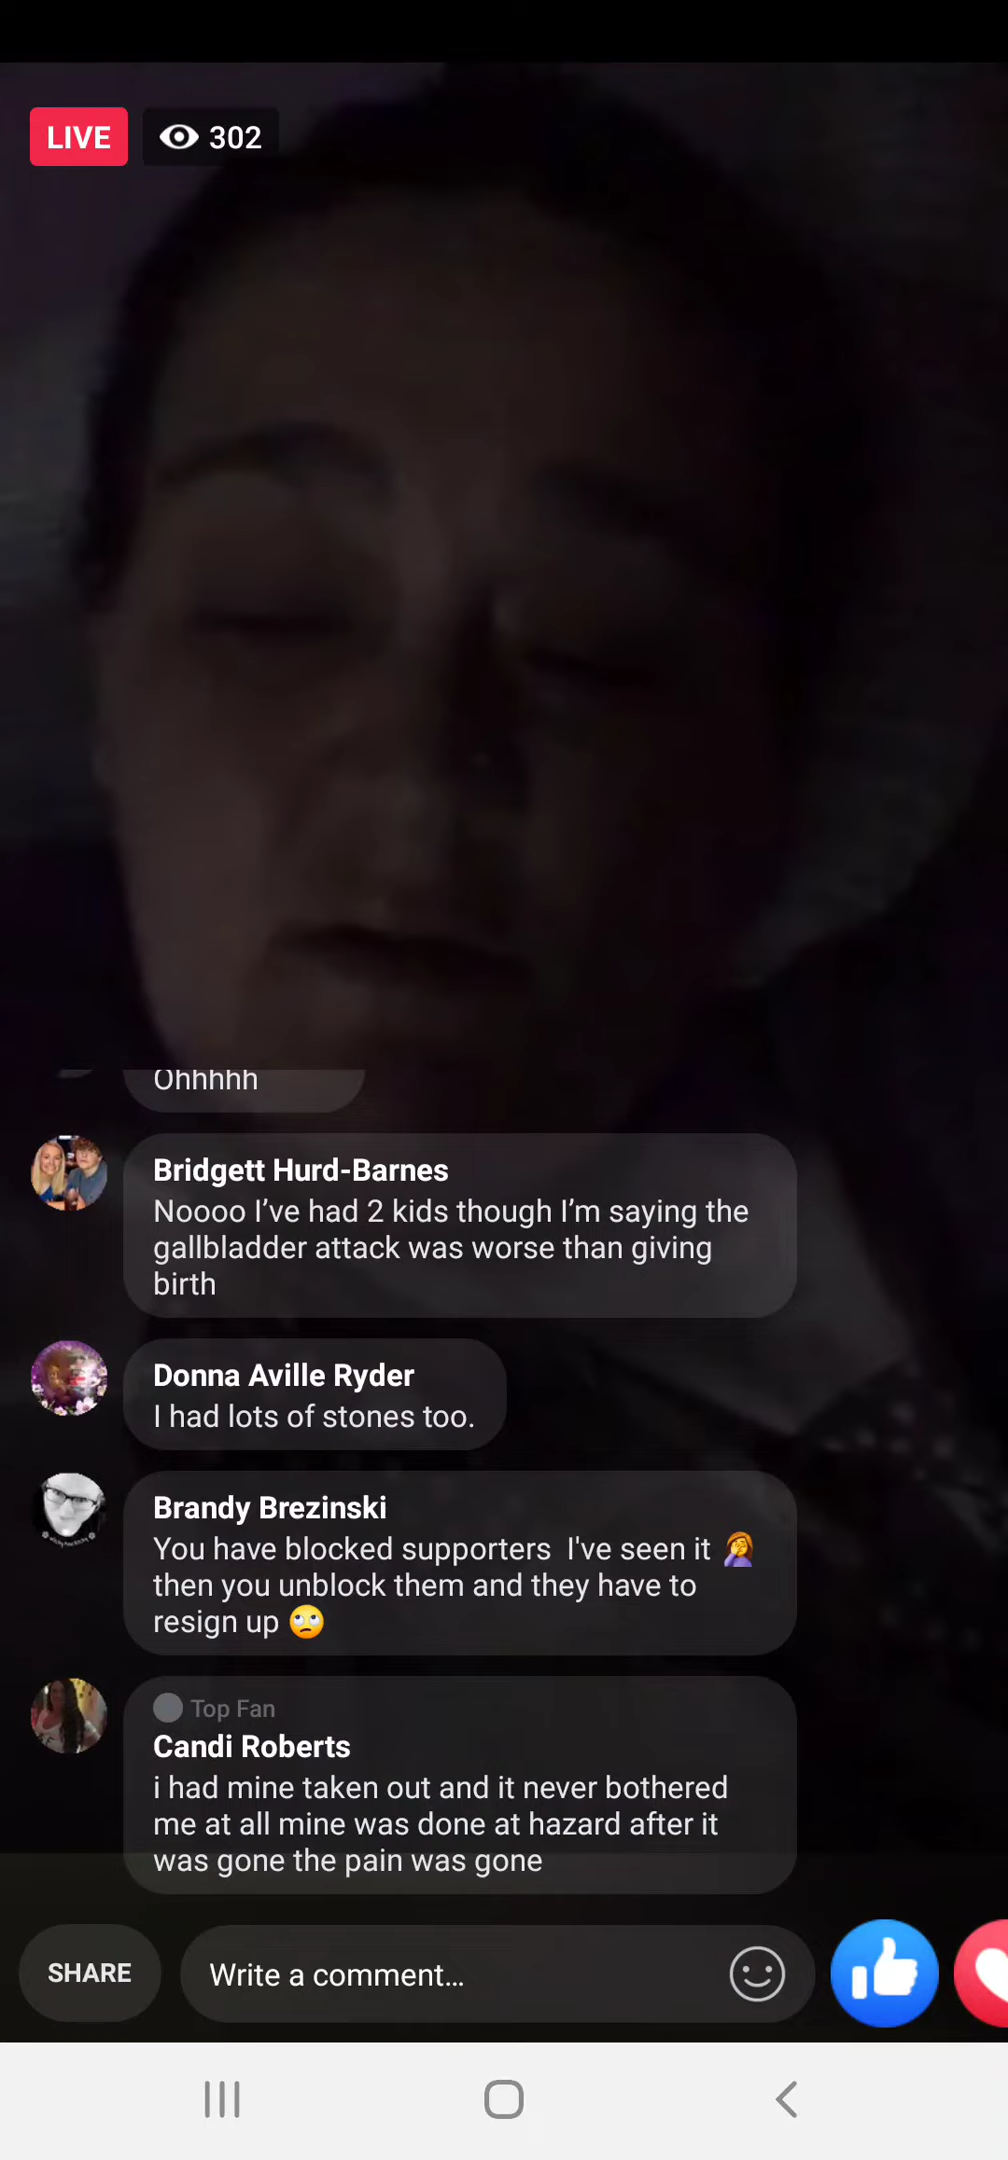 LIVE 302
Ohhhhh
Bridgett Hurd-Barnes
Noooo I’ve had 2 kids though I’m saying the
gallbladder attack was worse than giving
birth
Donna Aville Ryder
I had lots of stones too.
Brandy Brezinski
You have blocked supporters  I've seen it 🤦‍♀️
then you unblock them and they have to
resign up 🙄
Top Fan
Candi Roberts
i had mine taken out and it never bothered
me at all mine was done at hazard after it
was gone the pain was gone
SHARE Write a comment...